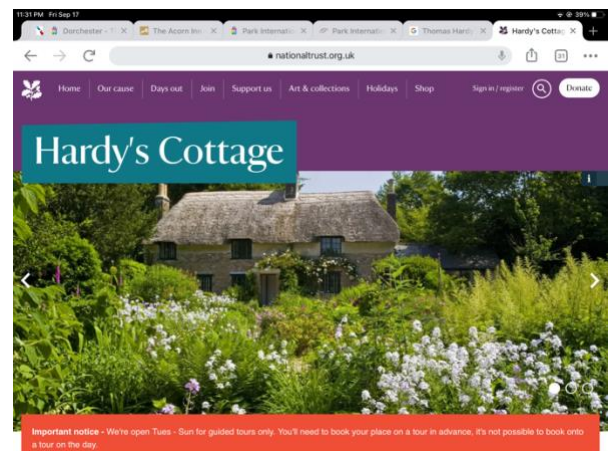 11:31 PM Fri Sep 17
39%
Dorchester - T
The Acorn Inn
Park Internatio
Park Internatio
Thomas Hardy
Hardy's Cottag
nationaltrust.org.uk
31
Home Our cause Days out Join Support us Art & collections Holidays Shop Sign in / register Donate
Hardy's Cottage
Important notice - We're open Tues - Sun for guided tours only. You'll need to book your place on a tour in advance, it's not possible to book onto
a tour on the day.